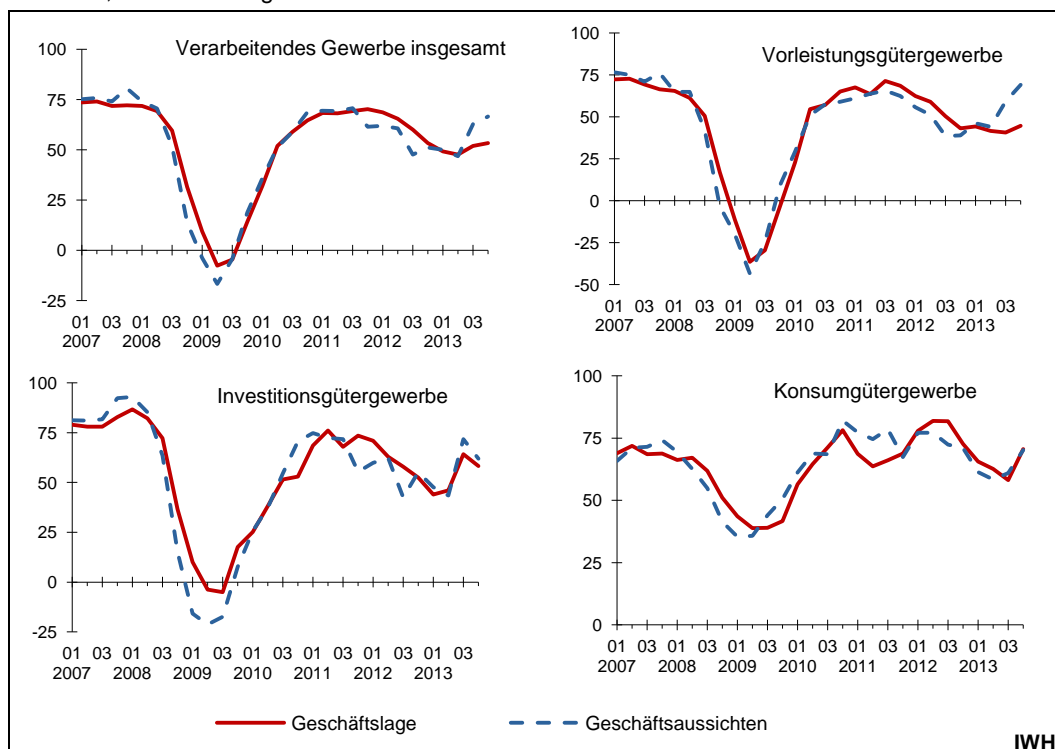 Verarbeitendes Gewerbe insgesamt
100
75
50
25
0
-25
01 03 01 03 01 03 01 03 01 03 01 03 01 03
2007 2008 2009 2010 2011 2012 2013
Vorleistungsgütergewerbe
100
75
50
25
0
-25
-50
01 03 01 03 01 03 01 03 01 03 01 03 01 03
2007 2008 2009 2010 2011 2012 2013
Investitionsgütergewerbe
100
75
50
25
0
-25
01 03 01 03 01 03 01 03 01 03 01 03 01 03
2007 2008 2009 2010 2011 2012 2013
Konsumgütergewerbe
100
75
50
25
0
01 03 01 03 01 03 01 03 01 03 01 03 01 03
2007 2008 2009 2010 2011 2012 2013
Geschäftslage Geschäftsaussichten
IWH